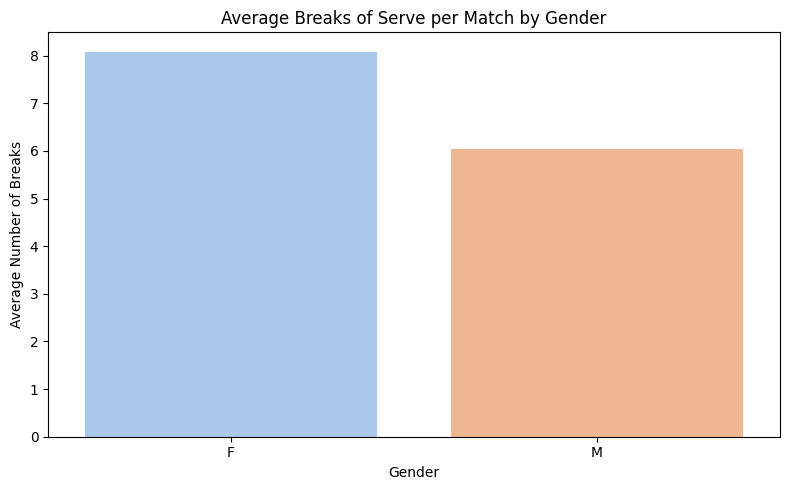 Average Breaks of Serve per Match by Gender
Average Number of Breaks
8
7
6
5
4
3
2
1
0
F
M
Gender